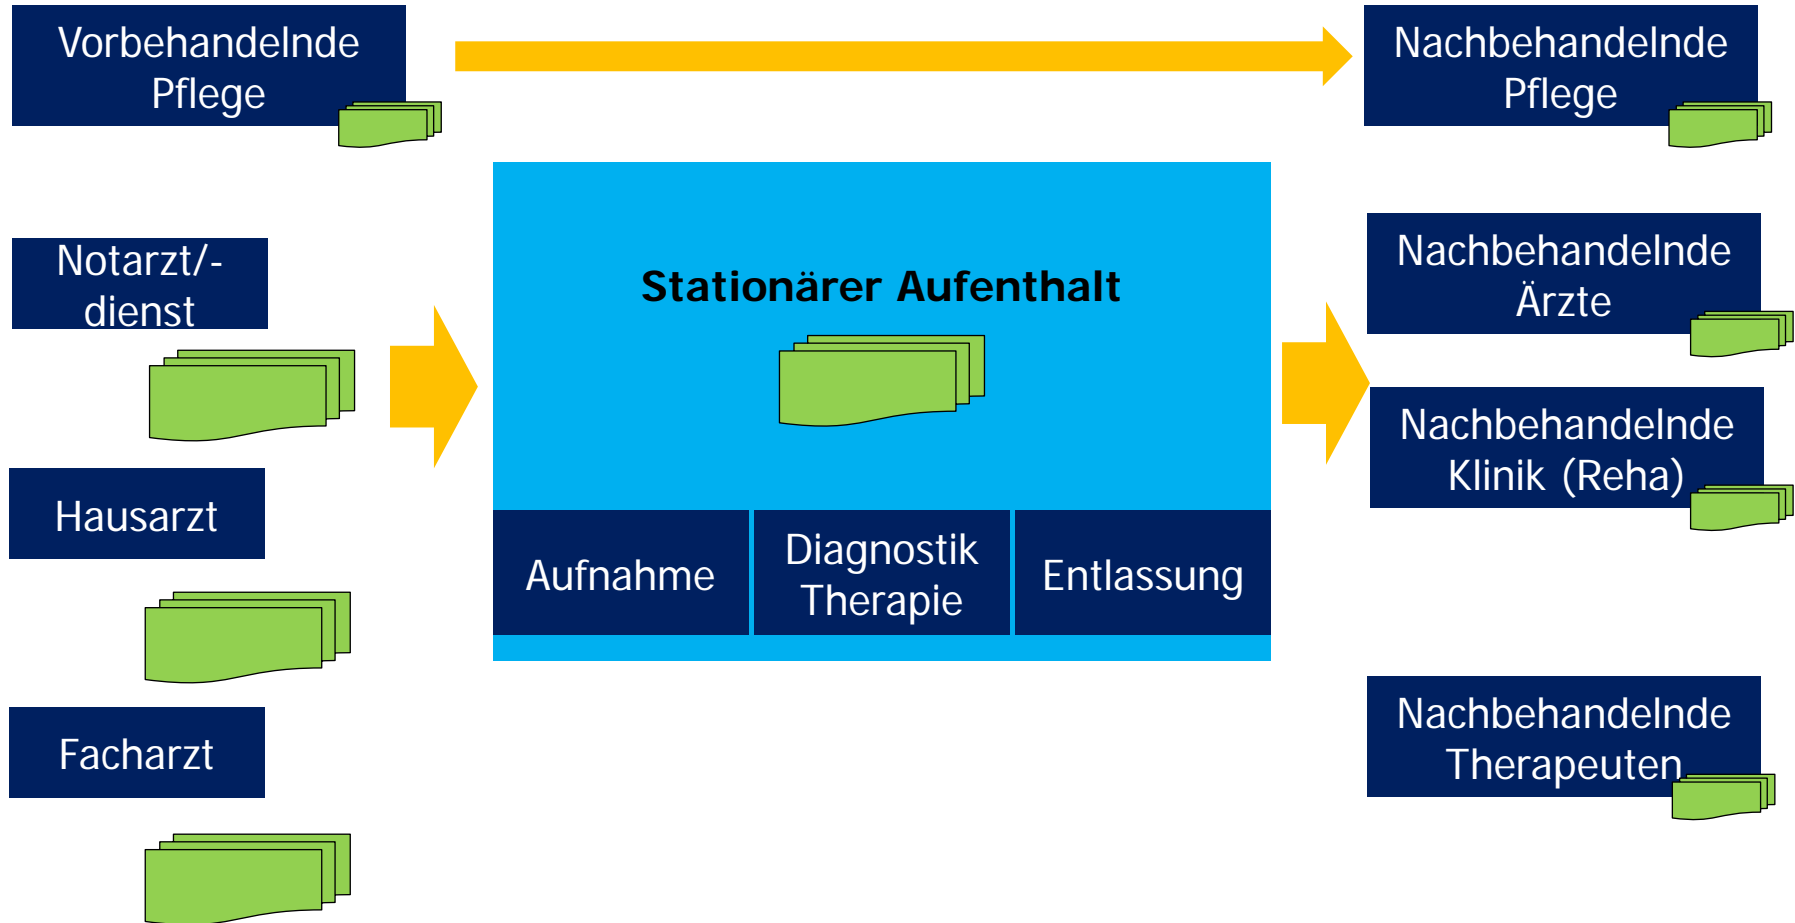 Vorbehandelnde
Pflege
Nachbehandelnde
Pflege
Notarzt/-
dienst
Hausarzt
Facharzt
Stationärer Aufenthalt
Aufnahme
Diagnostik
Therapie
Entlassung
Nachbehandelnde
Ärzte
Nachbehandelnde
Klinik (Reha)
Nachbehandelnde
Therapeuten